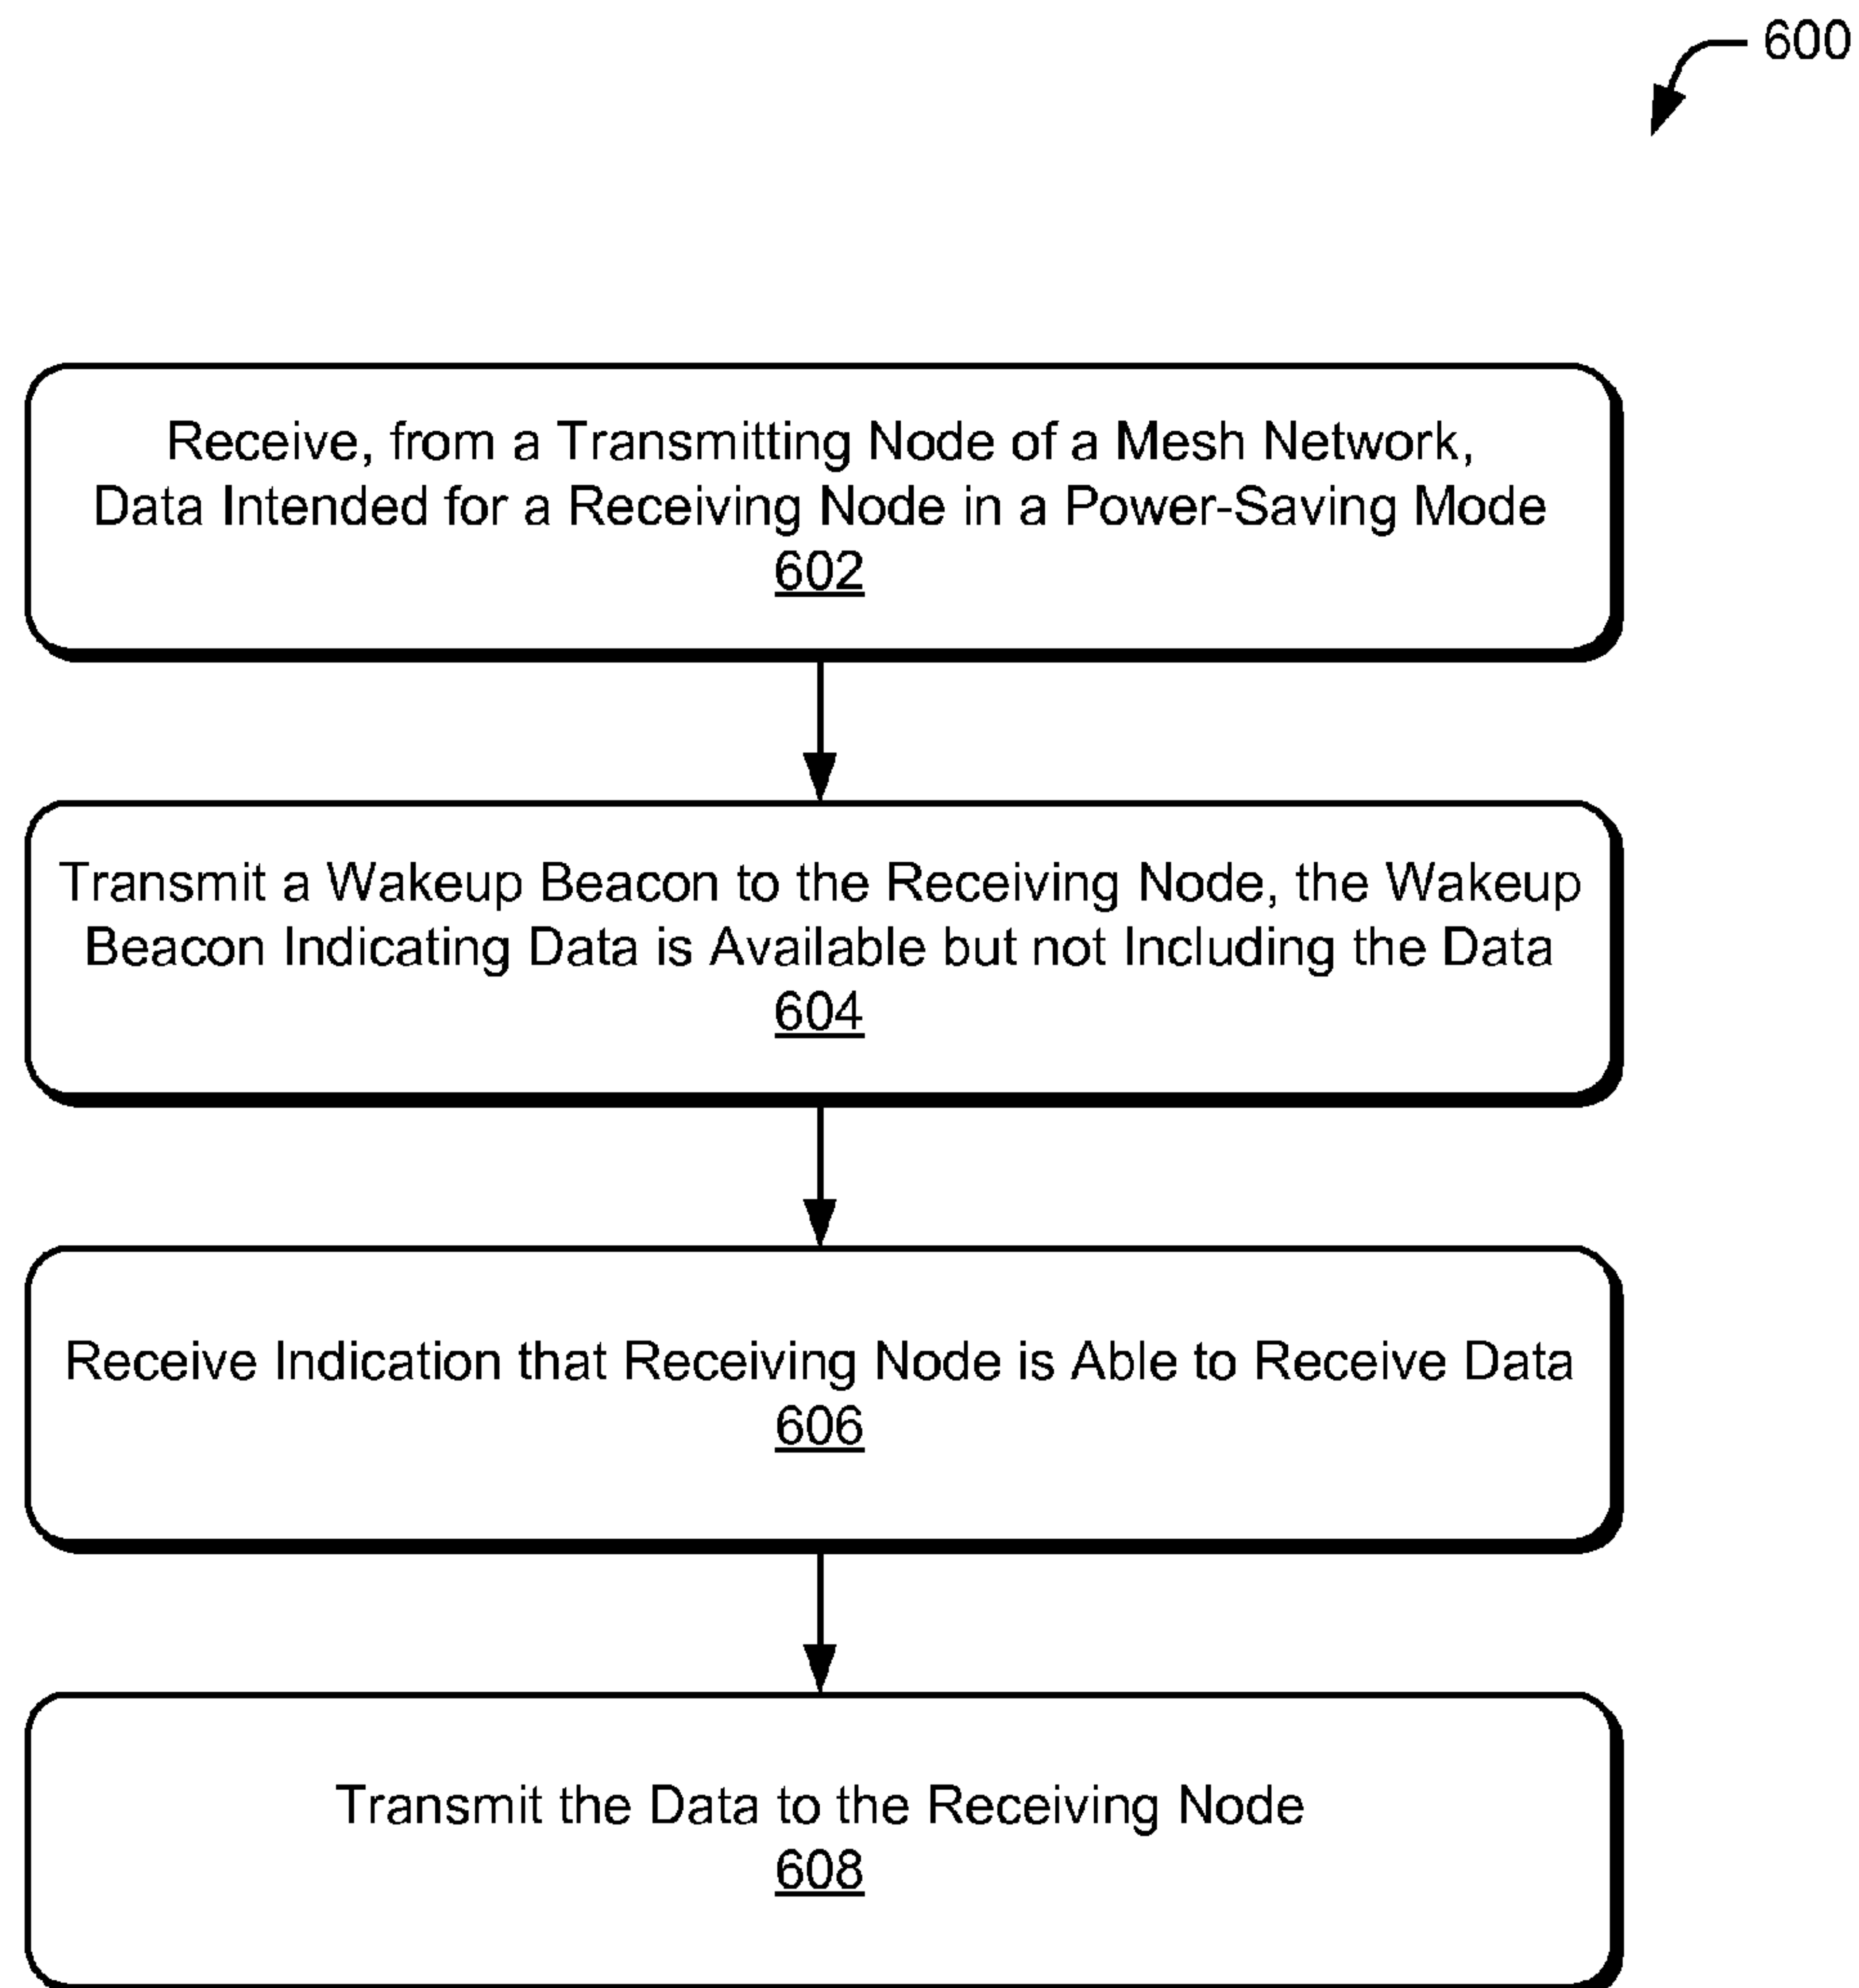 600
Receive, from a Transmitting Node of a Mesh Network,
Data Intended for a Receiving Node in a Power-Saving Mode
602
Transmit a Wakeup Beacon to the Receiving Node, the Wakeup
Beacon Indicating Data is Available but not Including the Data
604
Receive Indication that Receiving Node is Able to Receive Data
606
Transmit the Data to the Receiving Node
608